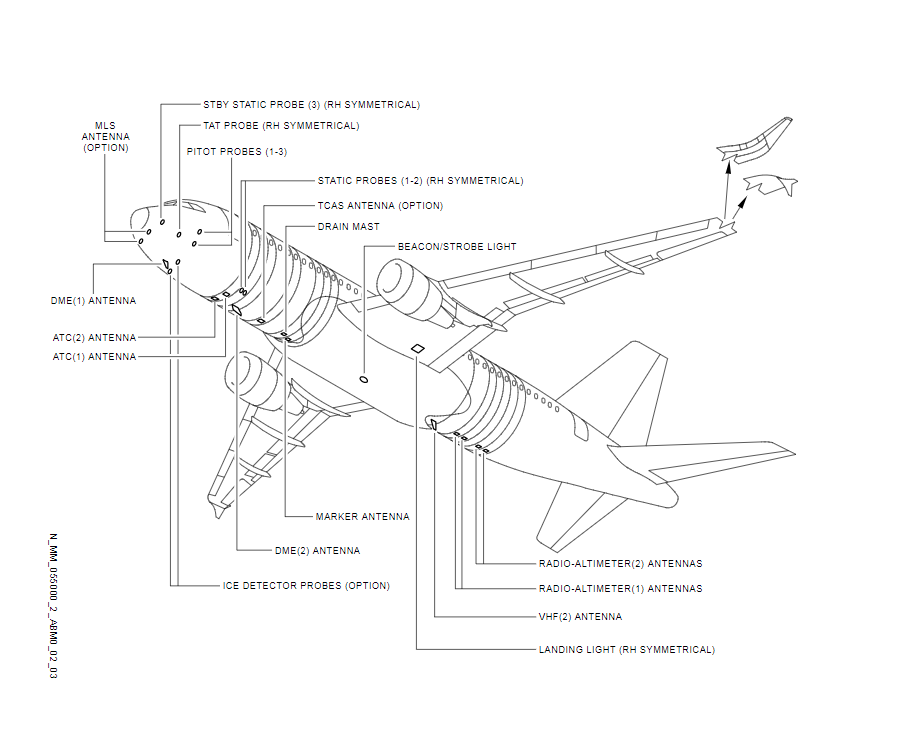 STBY STATIC PROBE (3) (RH SYMMETRICAL)
MLS
ANTENNA
(OPTION)
TAT PROBE (RH SYMMETRICAL)
PITOT PROBES (1-3)
STATIC PROBES (1-2) (RH SYMMETRICAL)
TCAS ANTENNA (OPTION)
DRAIN MAST
BEACON/STROBE LIGHT
DME(1) ANTENNA
ATC(2) ANTENNA
ATC(1) ANTENNA
MARKER ANTENNA
DME(2) ANTENNA
RADIO-ALTIMETER(2) ANTENNAS
ICE DETECTOR PROBES (OPTION)
RADIO-ALTIMETER(1) ANTENNAS
VHF(2) ANTENNA
LANDING LIGHT (RH SYMMETRICAL)
N_MM_055000_2_ABM0_02_03